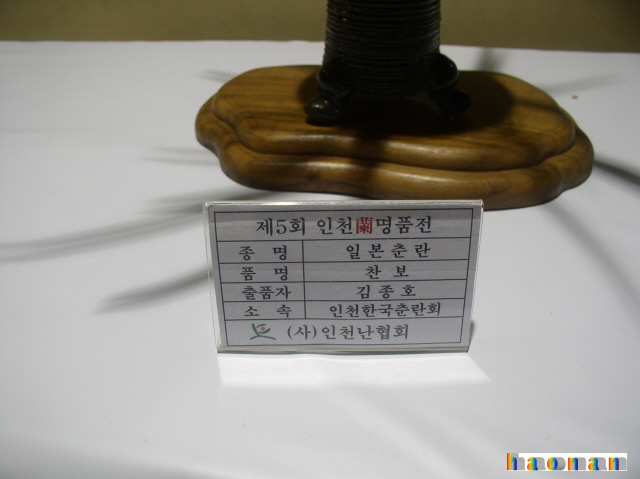 제5회 인천蘭명품전
종 명 일본춘란
품 명 찬 보
출품자 김종호
소 속 인천한국춘란회
(사)인천난협회
haonan